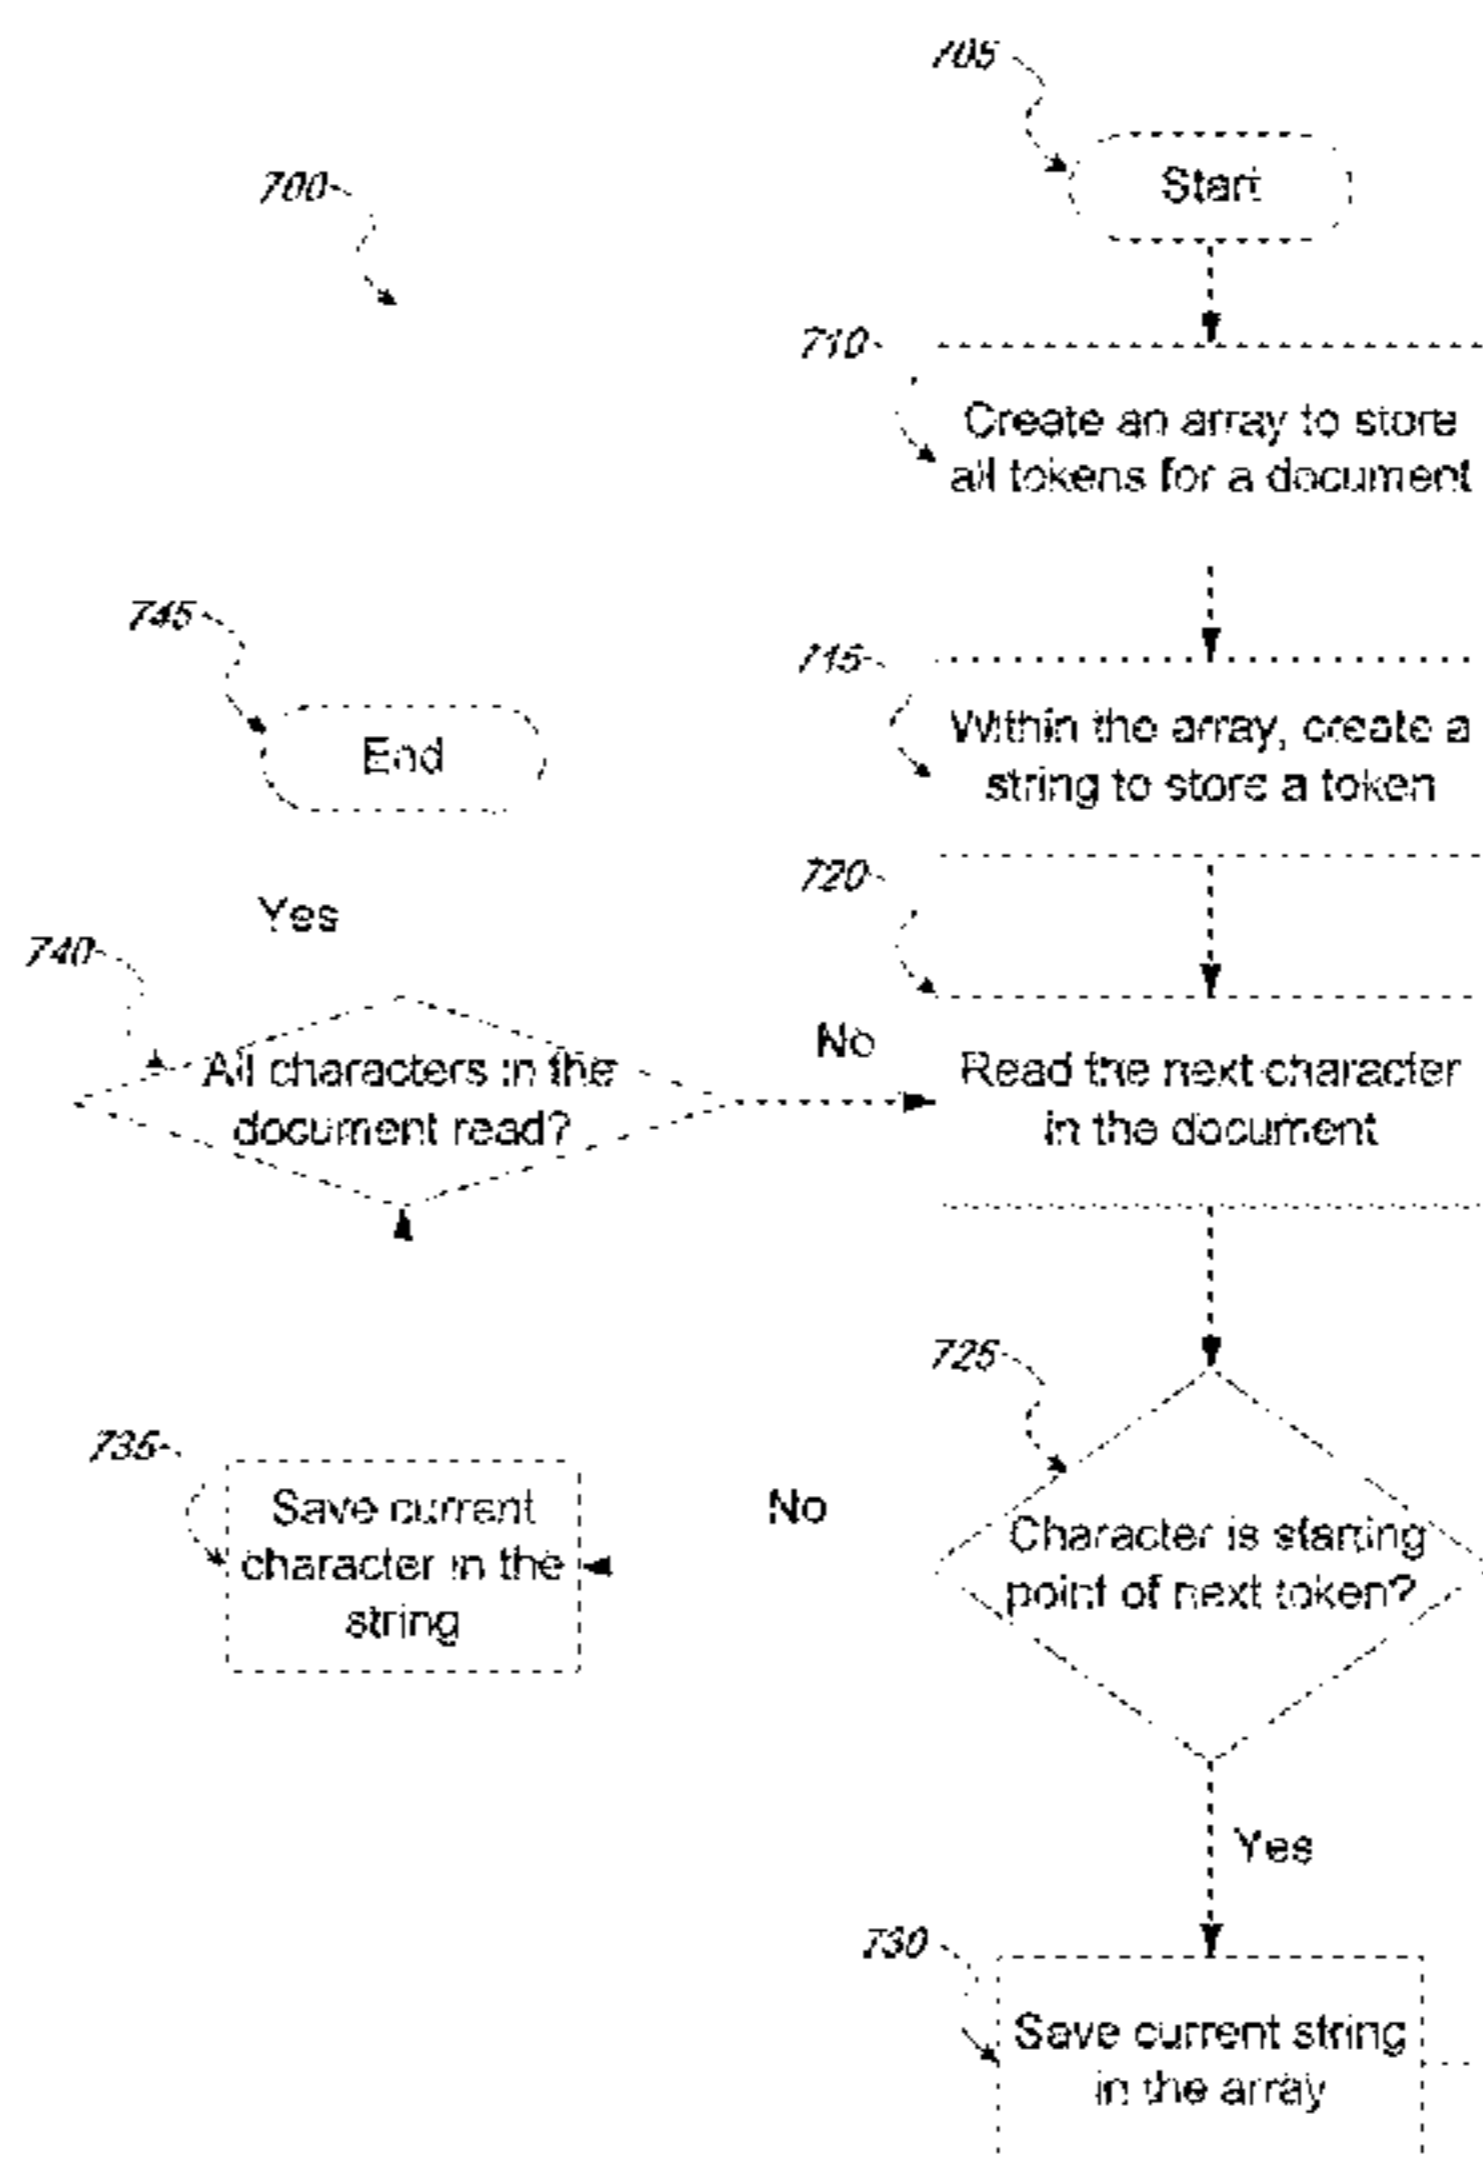 705
Start
700
710
Create an array to store
all tokens for a document
745
End
715
Within the array, create a
string to store a token
720
Yes
740
All characters in the
document read?
No
Read the next character
in the document
725
735
Save current
character in the
string
No
Character is starting
point of next token?
Yes
730
Save current string
in the array